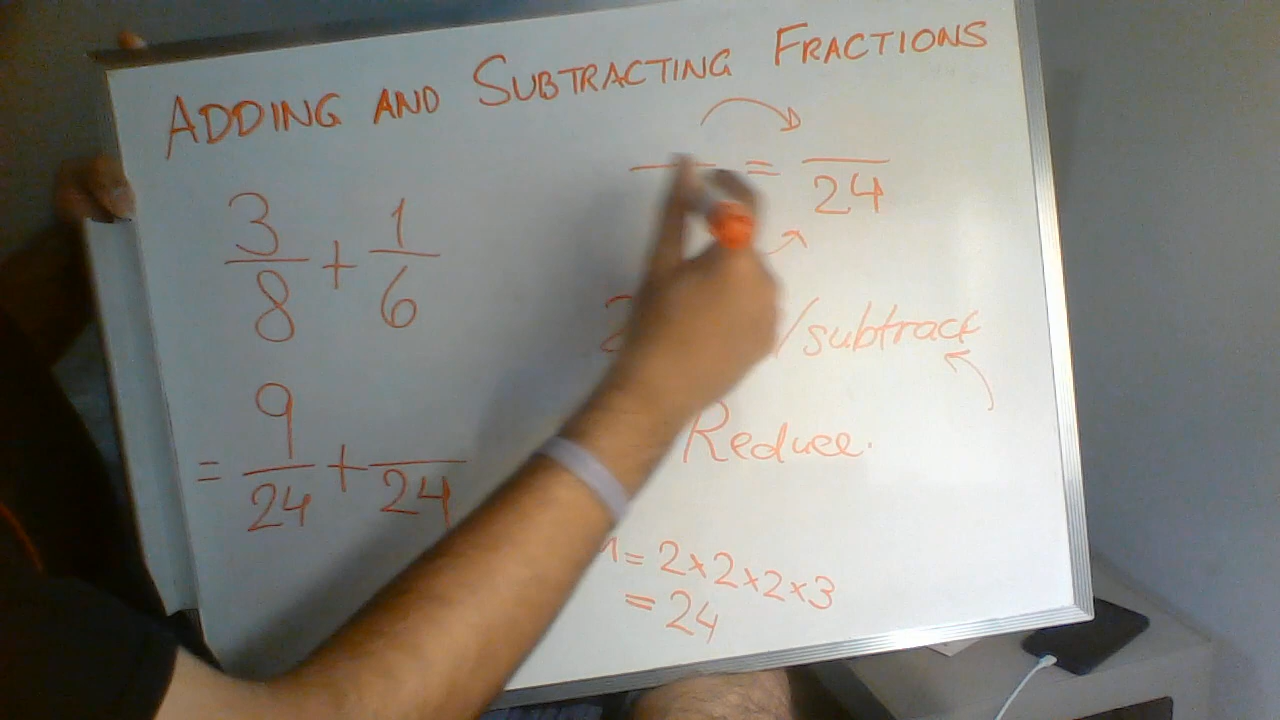 ADDING AND SUBTRACTING FRACTIONS
3/8 + 1/6
= 9/24 + /24
= /24
/subtract
Reduce.
= 2×2×2×3
= 24